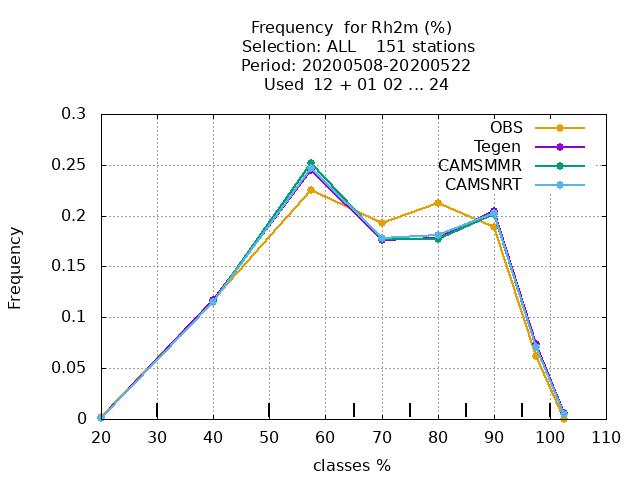 Frequency  for Rh2m (%)
Selection: ALL    151 stations
Period: 20200508-20200522
Used  12 + 01 02 ... 24
OBS
Tegen
CAMSMMR
CAMSNRT
Frequency
0.3
0.25
0.2
0.15
0.1
0.05
0
20 30 40 50 60 70 80 90 100 110
classes %